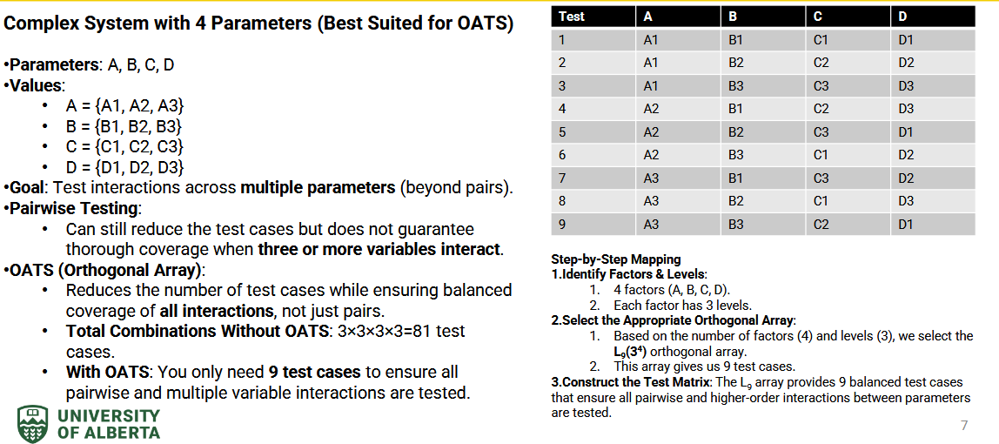 Complex System with 4 Parameters (Best Suited for OATS)
•Parameters: A, B, C, D
•Values:
• A = {A1, A2, A3}
• B = {B1, B2, B3}
• C = {C1, C2, C3}
• D = {D1, D2, D3}
•Goal: Test interactions across multiple parameters (beyond pairs).
•Pairwise Testing:
• Can still reduce the test cases but does not guarantee
thorough coverage when three or more variables interact.
•OATS (Orthogonal Array):
• Reduces the number of test cases while ensuring balanced
coverage of all interactions, not just pairs.
• Total Combinations Without OATS: 3×3×3×3=81 test
cases.
• With OATS: You only need 9 test cases to ensure all
pairwise and multiple variable interactions are tested.
UNIVERSITY
OF ALBERTA
Test A B C D
1 A1 B1 C1 D1
2 A1 B2 C2 D2
3 A1 B3 C3 D3
4 A2 B1 C2 D3
5 A2 B2 C3 D1
6 A2 B3 C1 D2
7 A3 B1 C3 D2
8 A3 B2 C1 D3
9 A3 B3 C2 D1
Step-by-Step Mapping
1.Identify Factors & Levels:
1. 4 factors (A, B, C, D).
2. Each factor has 3 levels.
2.Select the Appropriate Orthogonal Array:
1. Based on the number of factors (4) and levels (3), we select the
L₉(3⁴) orthogonal array.
2. This array gives us 9 test cases.
3.Construct the Test Matrix: The L₉ array provides 9 balanced test cases
that ensure all pairwise and higher-order interactions between parameters
are tested.
7